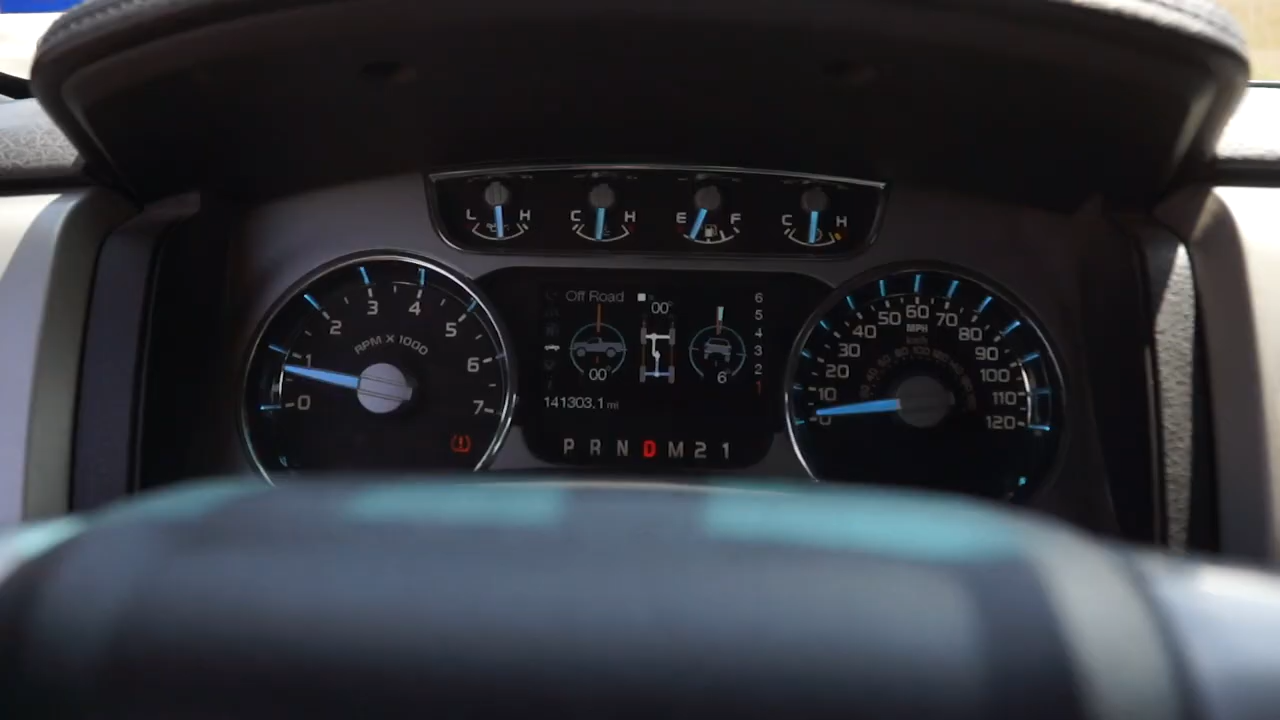 L H
C H
E F
C H
0 1 2 3 4 5 6 7
RPM X 1000
Off Road
00°
00°
6°
6
5
4
3
2
1
141303.1 mi
P R N D M 2 1
0 10 20 30 40 50 60 70 80 90 100 110 120
MPH
km/h